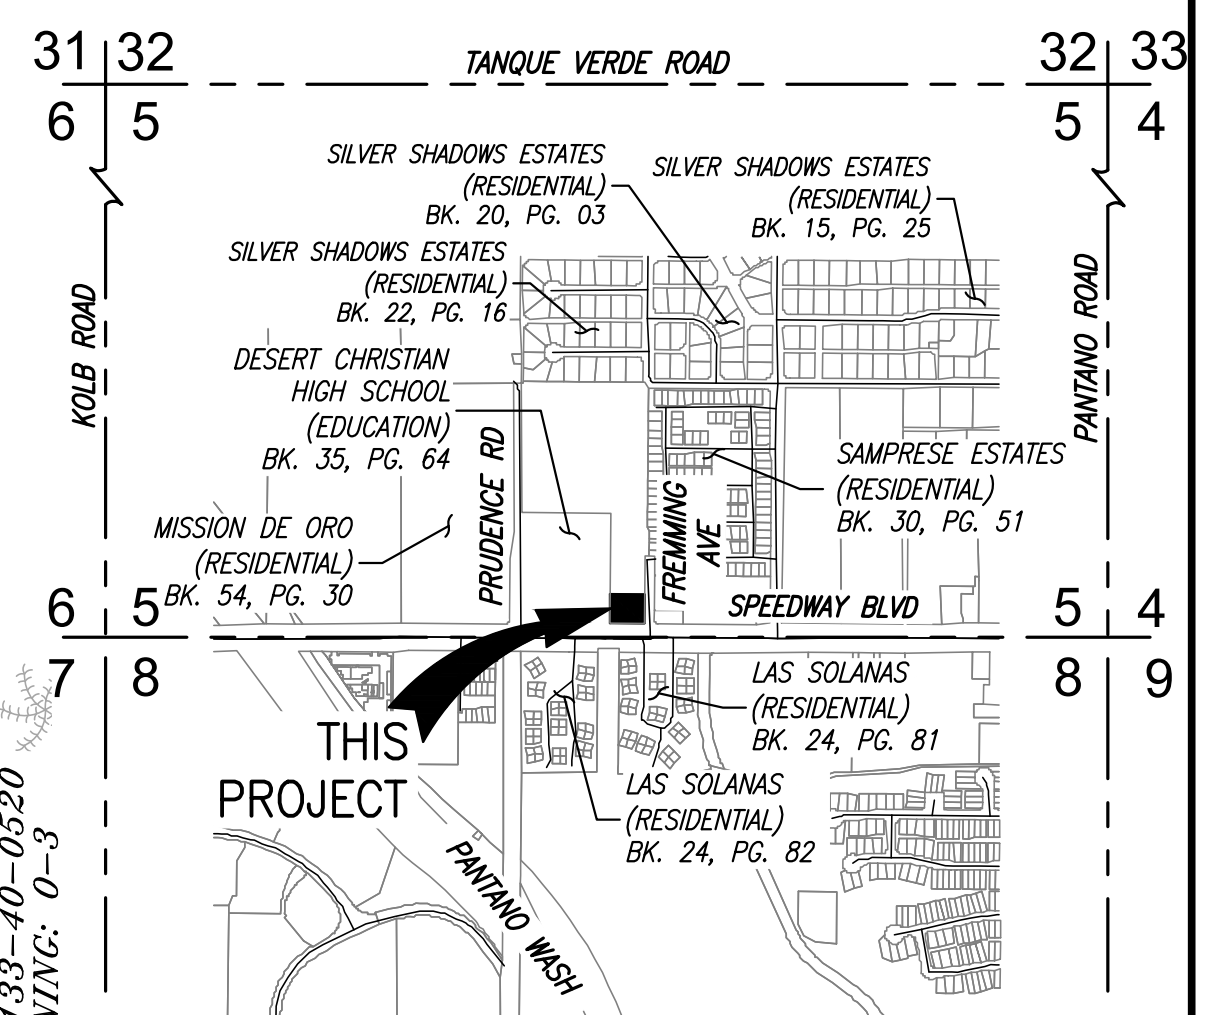 31 32
TANQUE VERDE ROAD
32 33
6 5
5 4
SILVER SHADOWS ESTATES
(RESIDENTIAL)
BK. 20, PG. 03
SILVER SHADOWS ESTATES
(RESIDENTIAL)
BK. 15, PG. 25
SILVER SHADOWS ESTATES
(RESIDENTIAL)
BK. 22, PG. 16
KOLB ROAD
PANTANO ROAD
DESERT CHRISTIAN
HIGH SCHOOL
(EDUCATION)
BK. 35, PG. 64
PRUDENCE RD
SAMPRESE ESTATES
(RESIDENTIAL)
BK. 30, PG. 51
FREMMING
AVE
MISSION DE ORO
(RESIDENTIAL)
BK. 54, PG. 30
SPEEDWAY BLVD
6 5
5 4
7 8
8 9
THIS
PROJECT
LAS SOLANAS
(RESIDENTIAL)
BK. 24, PG. 81
LAS SOLANAS
(RESIDENTIAL)
BK. 24, PG. 82
PANTANO WASH
133-40-0520
NING: O-3